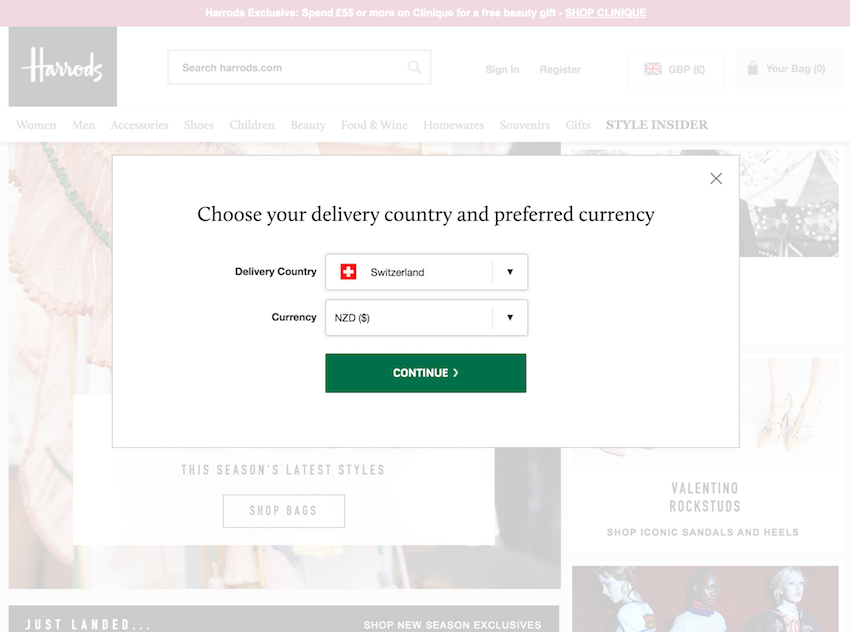 Harrods Exclusive: Spend £55 or more on Clinique for a free beauty gift - SHOP CLINIQUE
Harrods
Search harrods.com
Sign In
Register
GBP (£)
Your Bag (0)
Women Men Accessories Shoes Children Beauty Food & Wine Homewares Souvenirs Gifts STYLE INSIDER
Choose your delivery country and preferred currency
Delivery Country
Switzerland
Currency
NZD ($)
CONTINUE
THIS SEASON'S LATEST STYLES
SHOP BAGS
VALENTINO
ROCKSTUDS
SHOP ICONIC SANDALS AND HEELS
JUST LANDED...
SHOP NEW SEASON EXCLUSIVES